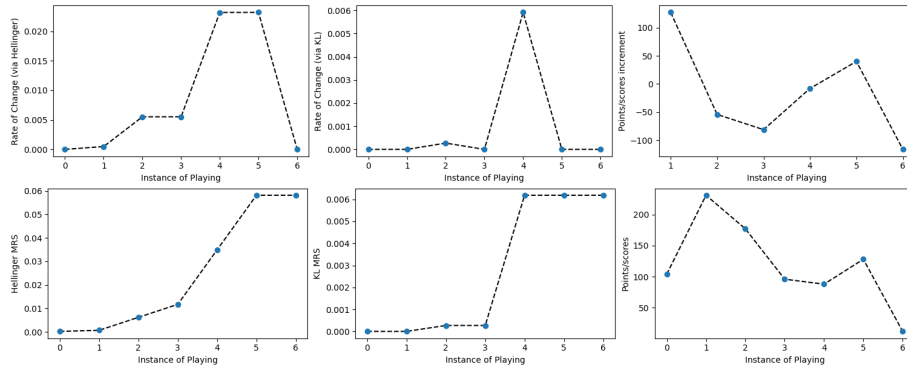 Rate of Change (via Hellinger)
0.020
0.015
0.010
0.005
0.000
0 1 2 3 4 5 6
Instance of Playing
Rate of Change (via KL)
0.006
0.005
0.004
0.003
0.002
0.001
0.000
0 1 2 3 4 5 6
Instance of Playing
Points/scores increment
100
50
0
−50
−100
1 2 3 4 5 6
Instance of Playing
Hellinger MRS
0.06
0.05
0.04
0.03
0.02
0.01
0.00
0 1 2 3 4 5 6
Instance of Playing
KL MRS
0.006
0.005
0.004
0.003
0.002
0.001
0.000
0 1 2 3 4 5 6
Instance of Playing
Points/scores
200
150
100
50
0 1 2 3 4 5 6
Instance of Playing